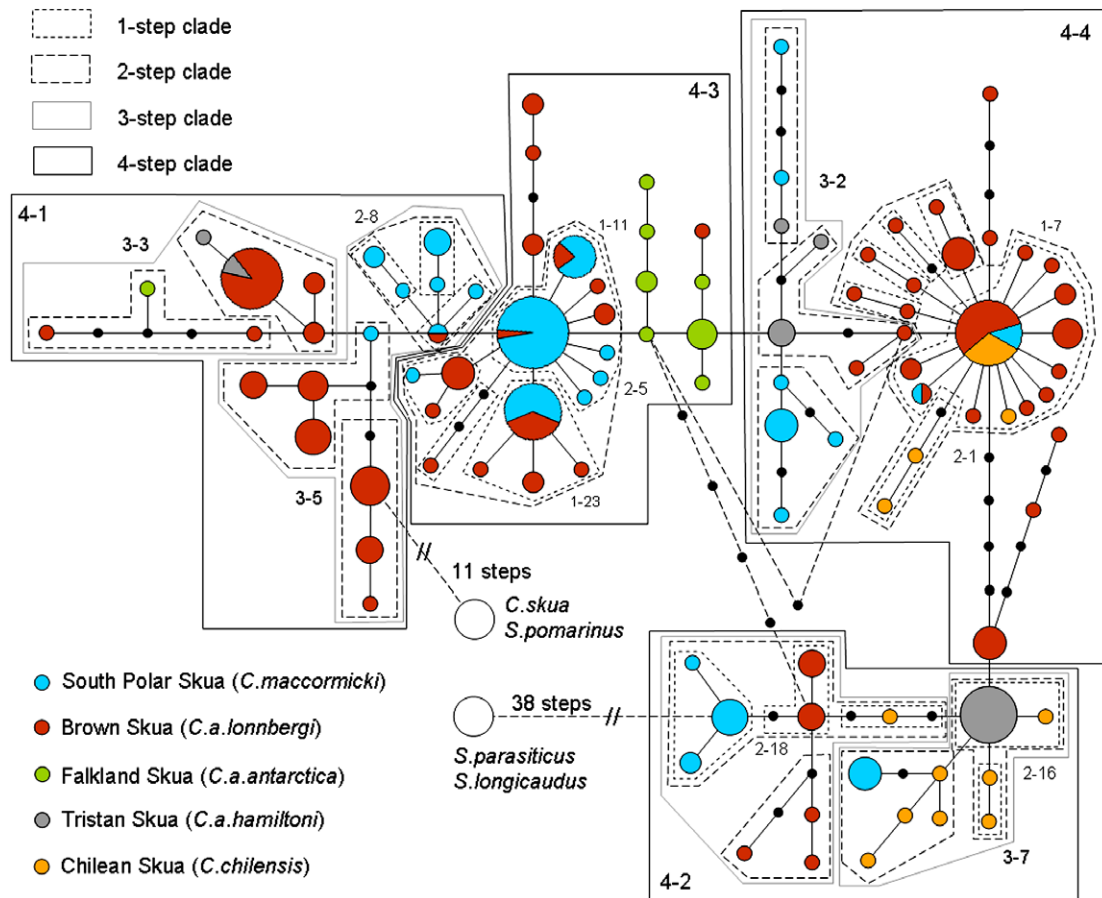 1-step clade
2-step clade
3-step clade
4-step clade
4-4
4-3
3-2
4-1
2-8
3-3
1-11
1-7
2-5
2-1
3-5
1-23
//
11 steps
C.skua
S.pomarinus
South Polar Skua (C.maccormicki)
Brown Skua (C.a.lonnbergi)
Falkland Skua (C.a.antarctica)
Tristan Skua (C.a.hamiltoni)
Chilean Skua (C.chilensis)
38 steps
//
S.parasiticus
S.longicaudus
2-18
2-16
3-7
4-2